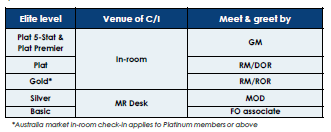 Elite level Venue of C/I Meet & greet by
Plat 5-Stat &
Plat Premier
In-room
GM
Plat RM/DOR
Gold* RM/ROR
Silver MR Desk MOD
Basic FO associate
*Australia market in-room check-in applies to Platinum members or above